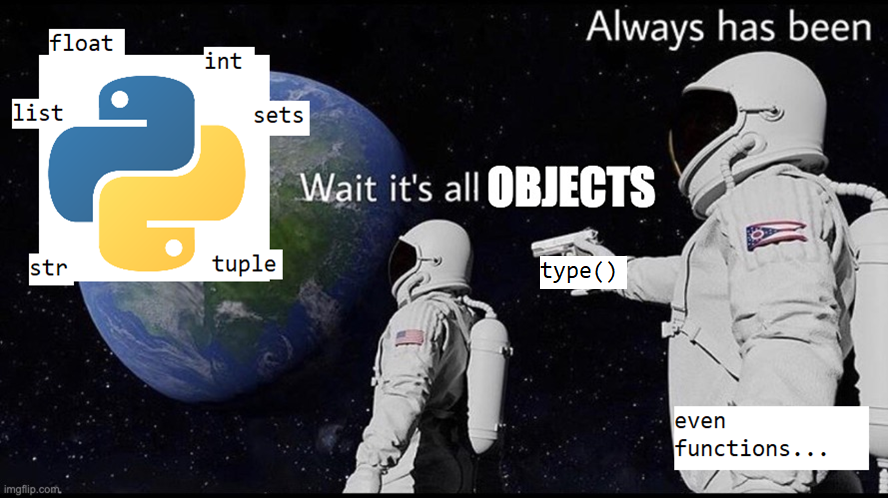 Always has been
float
int
list
sets
Wait it's all OBJECTS
str
tuple
type()
even
functions...
imgflip.com